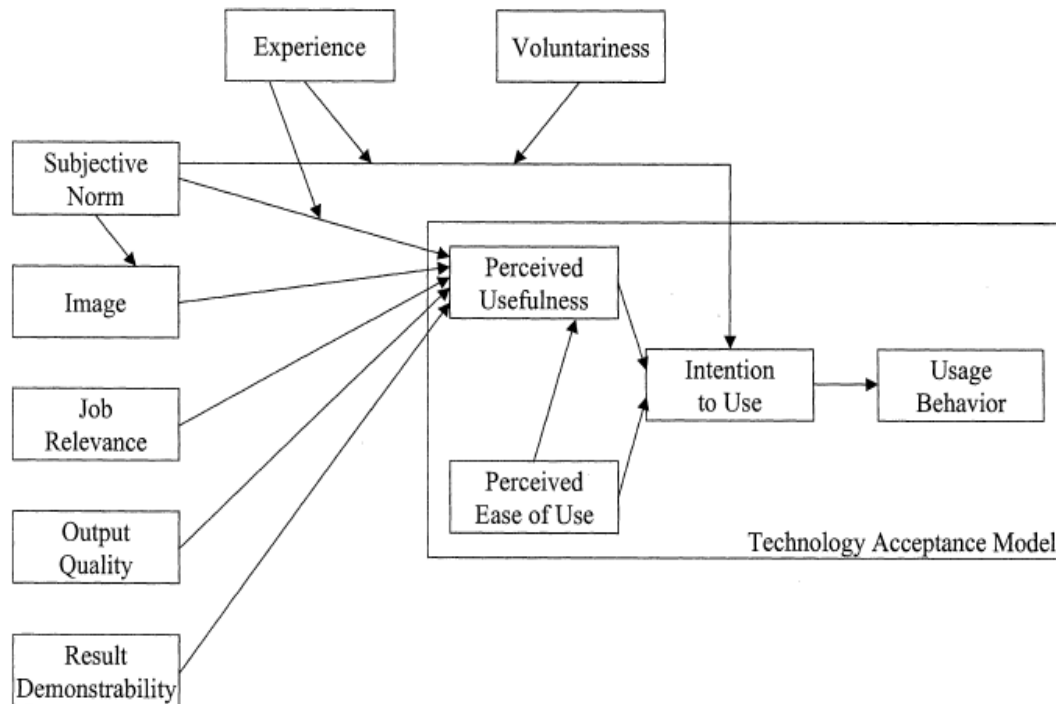 Experience
Voluntariness
Subjective
Norm
Image
Job
Relevance
Output
Quality
Result
Demonstrability
Perceived
Usefulness
Perceived
Ease of Use
Intention
to Use
Usage
Behavior
Technology Acceptance Model